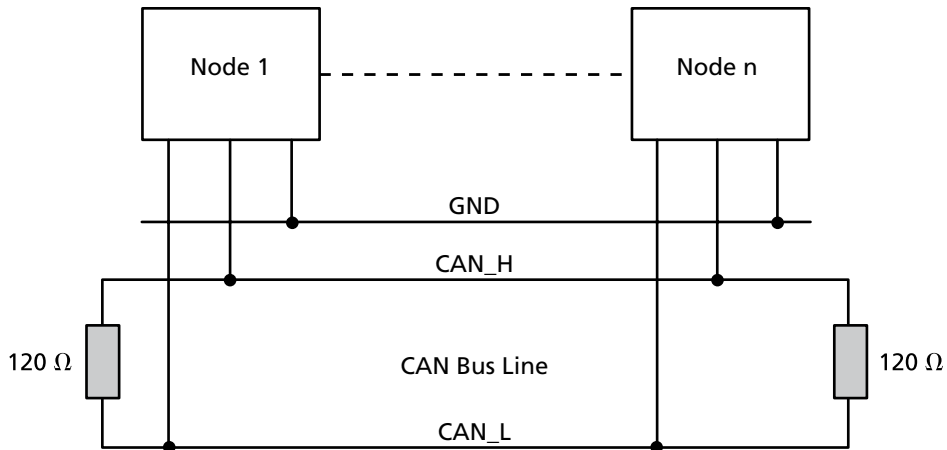 Node 1
Node n
GND
CAN_H
120 Ω
CAN Bus Line
120 Ω
CAN_L